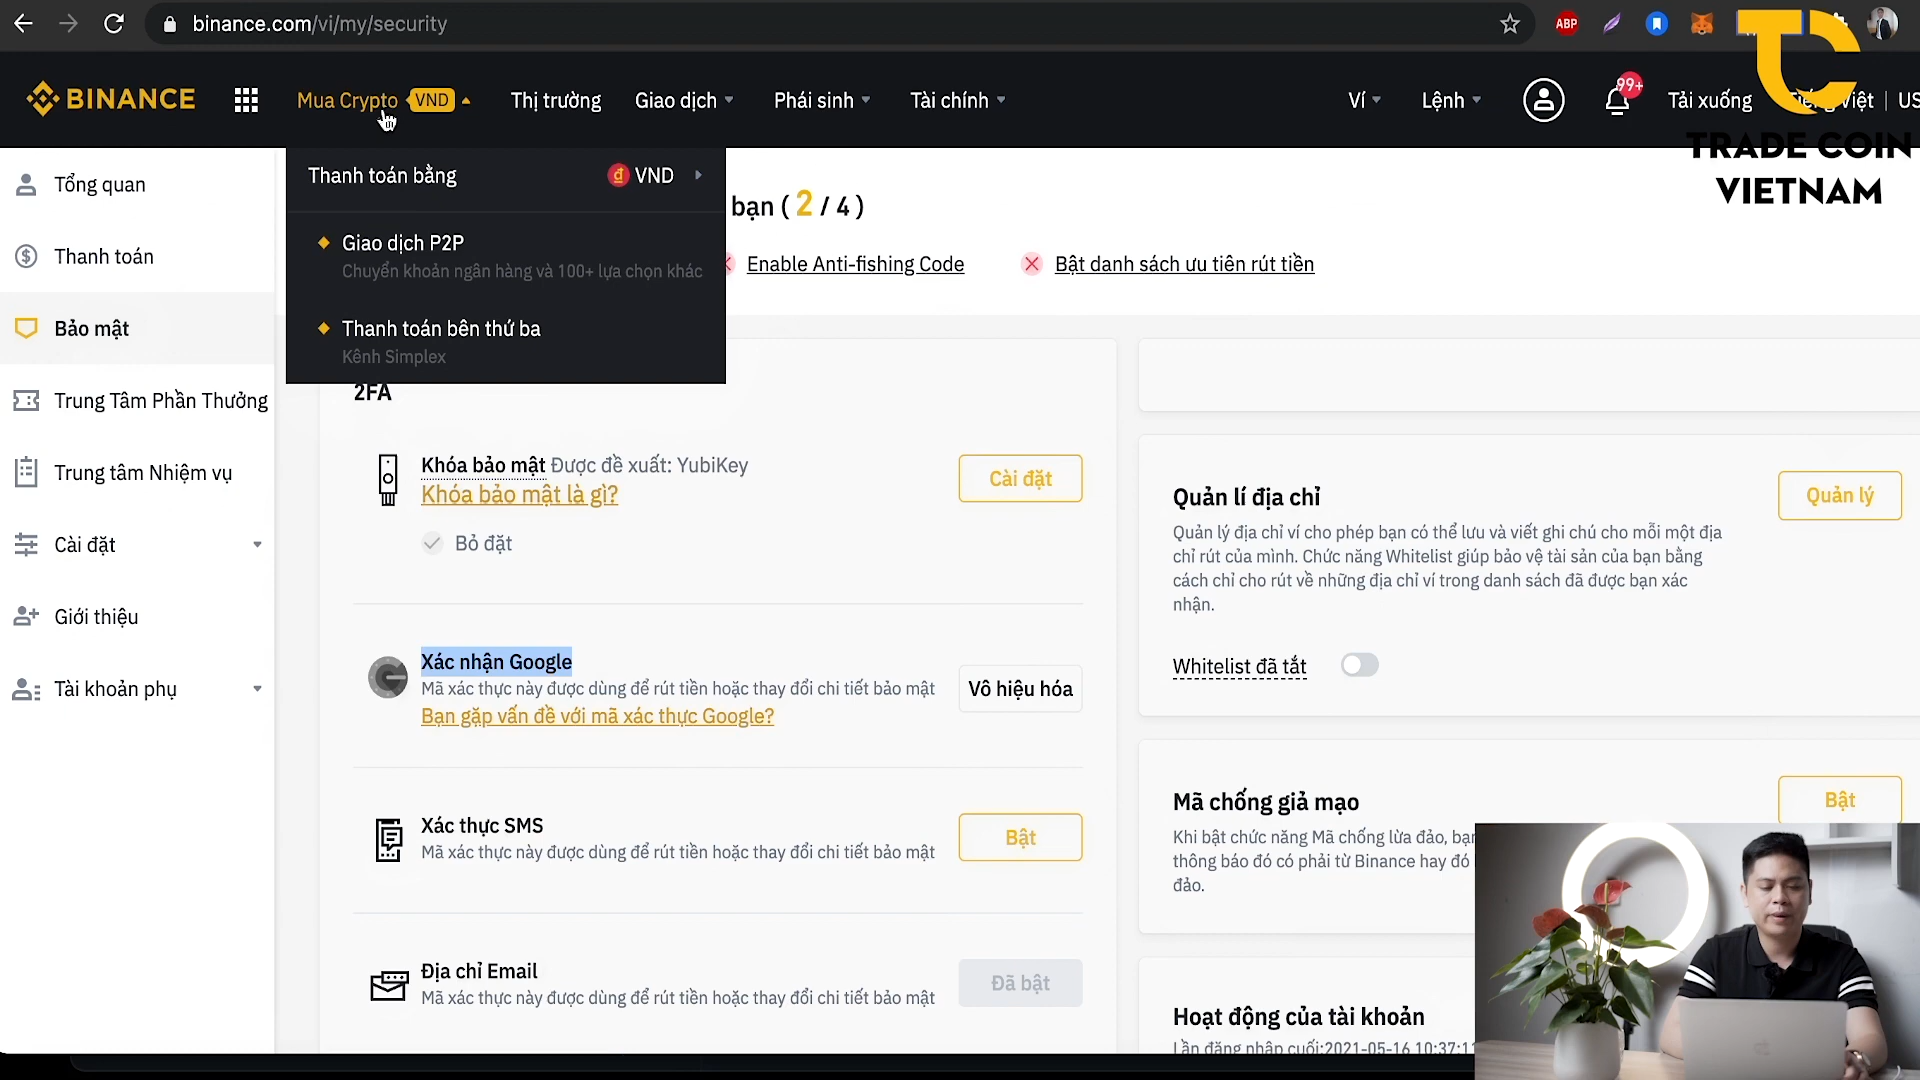 binance.com/vi/my/security
ABP
BINANCE
Mua Crypto VND
Thị trường
Giao dịch
Phái sinh
Tài chính
Ví
Lệnh
99+
Tải xuống
Việt | US
TRADE COIN
VIETNAM
Tổng quan
Thanh toán
Bảo mật
Trung Tâm Phần Thưởng
Trung tâm Nhiệm vụ
Cài đặt
Giới thiệu
Tài khoản phụ
Thanh toán bằng
đ VND
Giao dịch P2P
Chuyển khoản ngân hàng và 100+ lựa chọn khác
Thanh toán bên thứ ba
Kênh Simplex
bạn ( 2 / 4 )
Enable Anti-fishing Code
Bật danh sách ưu tiên rút tiền
2FA
Khóa bảo mật Được đề xuất: YubiKey
Khóa bảo mật là gì?
Bỏ đặt
Cài đặt
Xác nhận Google
Mã xác thực này được dùng để rút tiền hoặc thay đổi chi tiết bảo mật
Bạn gặp vấn đề với mã xác thực Google?
Vô hiệu hóa
Xác thực SMS
Mã xác thực này được dùng để rút tiền hoặc thay đổi chi tiết bảo mật
Bật
Địa chỉ Email
Mã xác thực này được dùng để rút tiền hoặc thay đổi chi tiết bảo mật
Đã bật
Quản lí địa chỉ
Quản lý địa chỉ ví cho phép bạn có thể lưu và viết ghi chú cho mỗi một địa
chỉ rút của mình. Chức năng Whitelist giúp bảo vệ tài sản của bạn bằng
cách chỉ cho rút về những địa chỉ ví trong danh sách đã được bạn xác
nhận.
Quản lý
Whitelist đã tắt
Mã chống giả mạo
Khi bật chức năng Mã chống lừa đảo, bạn
thông báo đó có phải từ Binance hay đó
đảo.
Bật
Hoạt động của tài khoản
Lần đăng nhập cuối:2021-05-16 10:37:1